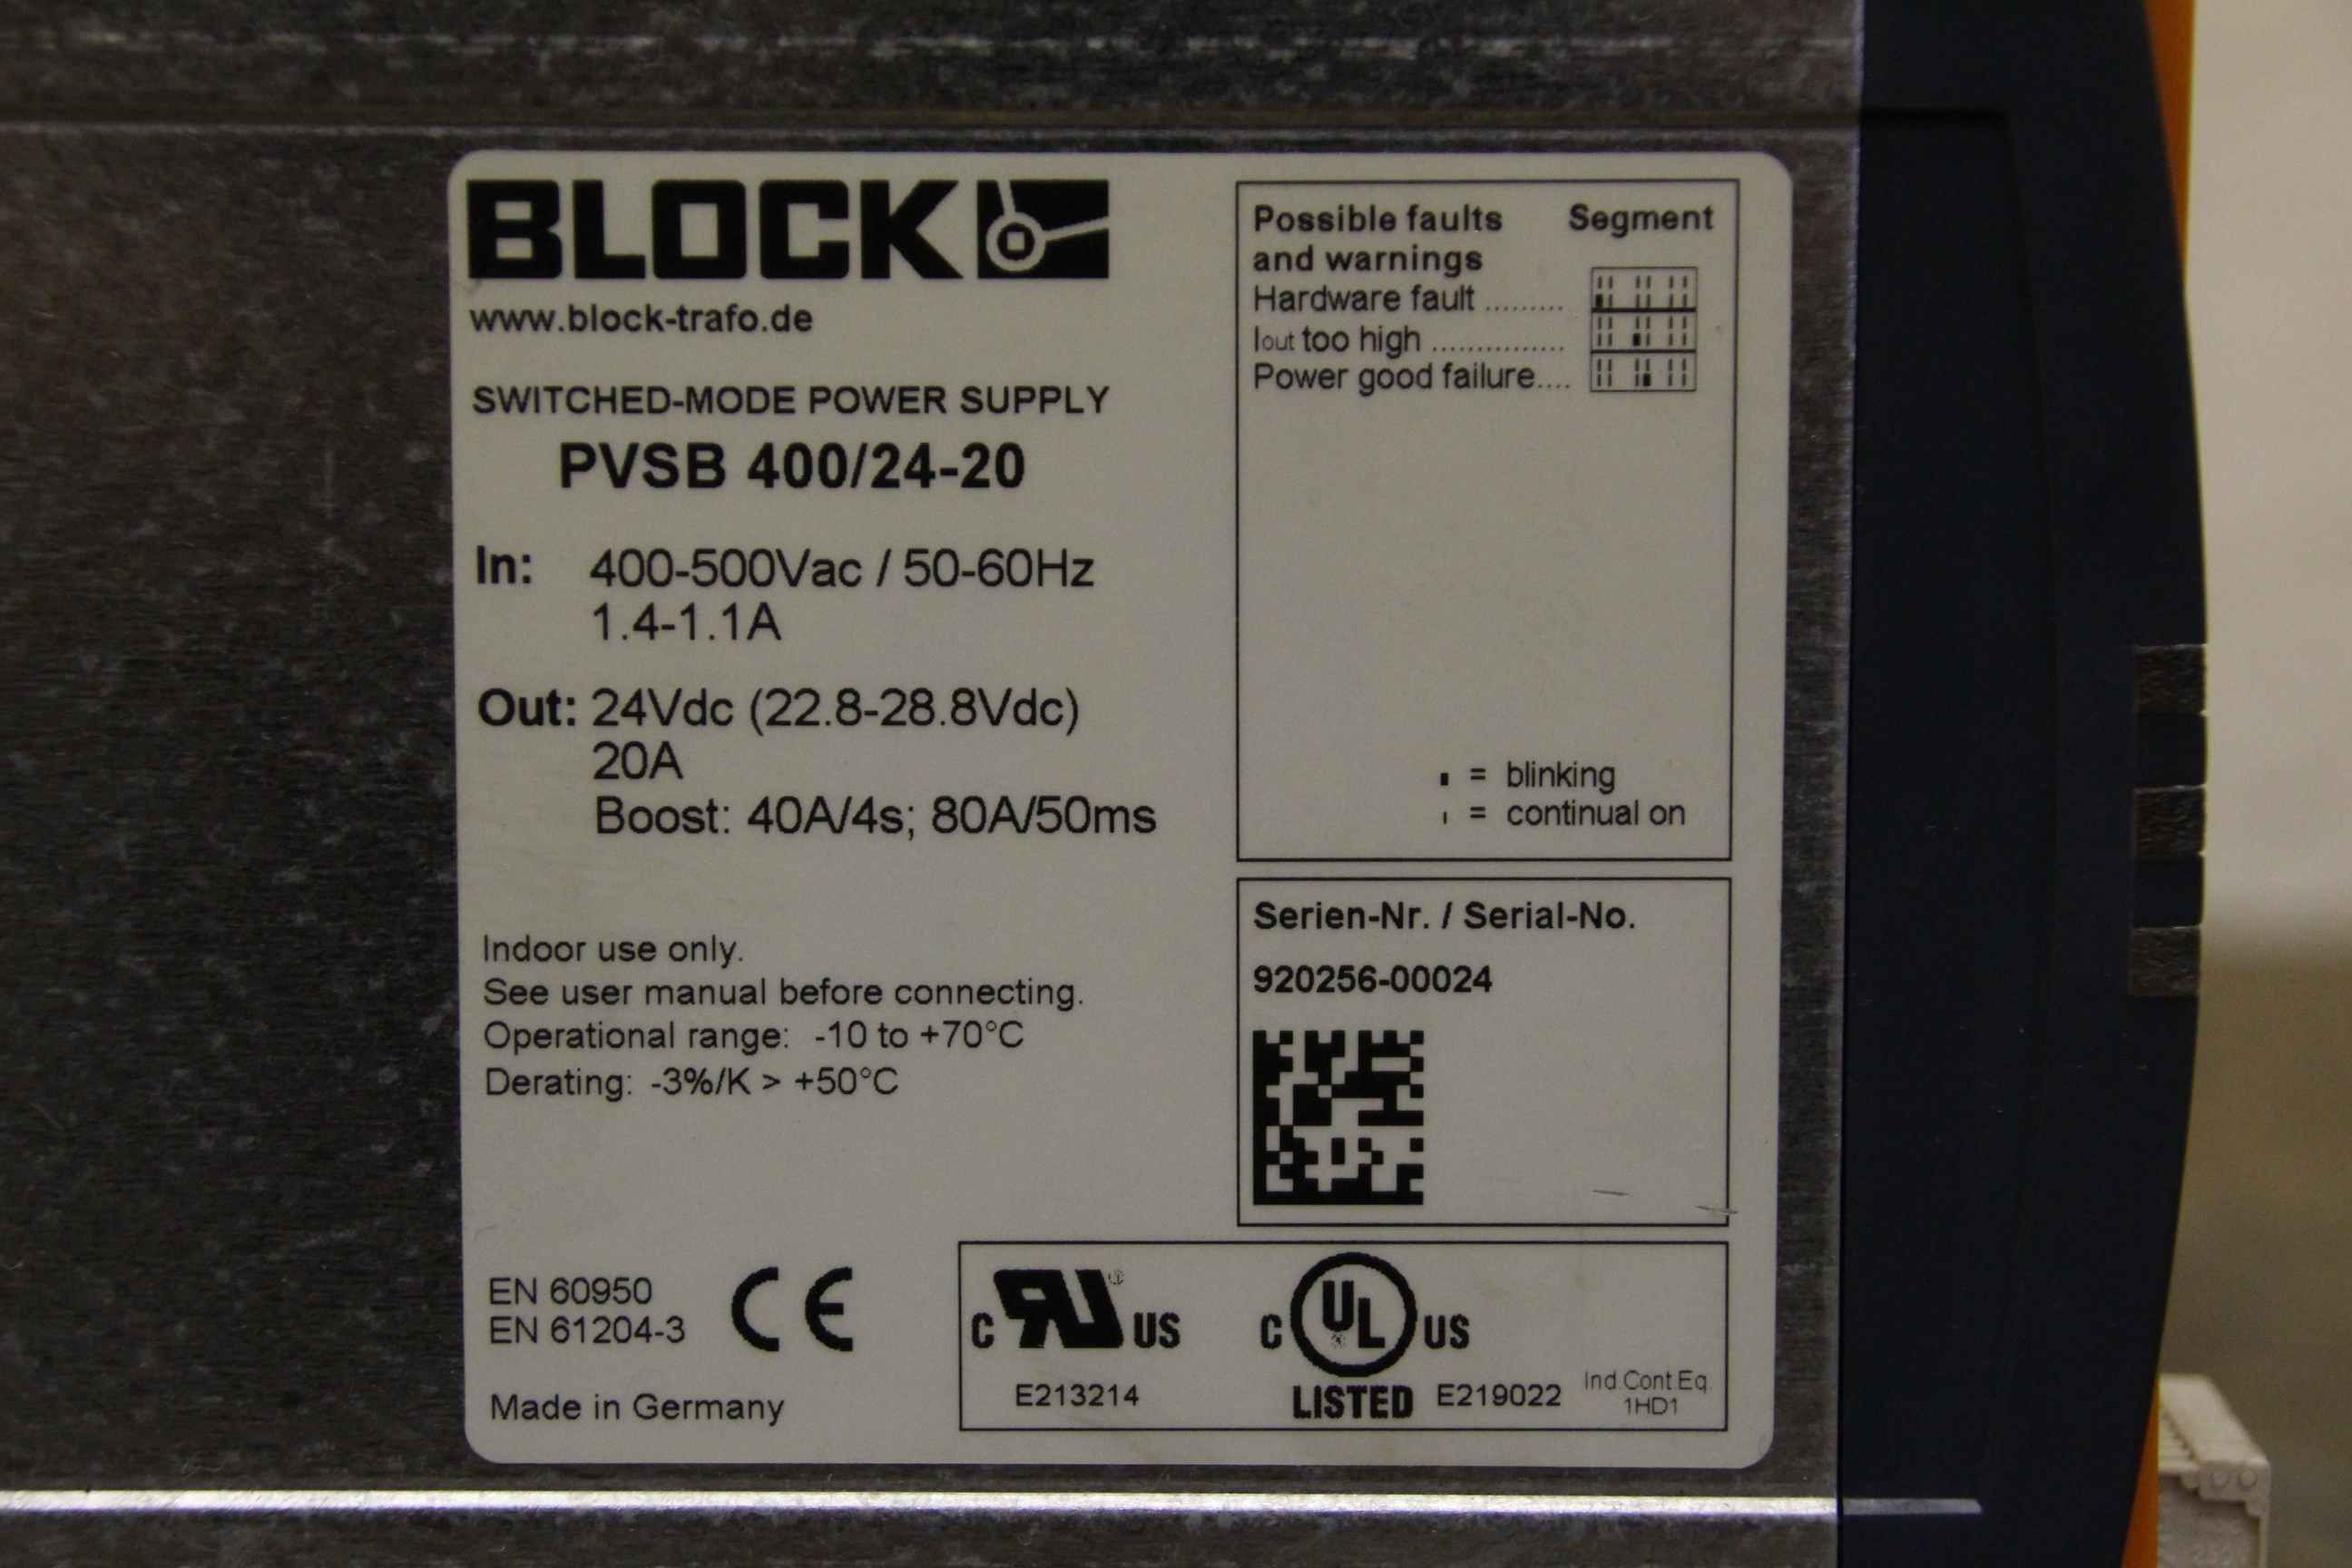 BLOCK
www.block-trafo.de
SWITCHED-MODE POWER SUPPLY
PVSB 400/24-20
In: 400-500Vac / 50-60Hz
1.4-1.1A
Out: 24Vdc (22.8-28.8Vdc)
20A
Boost: 40A/4s; 80A/50ms
Indoor use only.
See user manual before connecting.
Operational range: -10 to +70°C
Derating: -3%/K > +50°C
EN 60950
EN 61204-3
CE
Made in Germany
Possible faults Segment
and warnings
Hardware fault .........
Iout too high ...............
Power good failure....
= blinking
= continual on
Serien-Nr. / Serial-No.
920256-00024
c RU US
E213214
c UL US
LISTED E219022
Ind.Cont.Eq.
1HD1